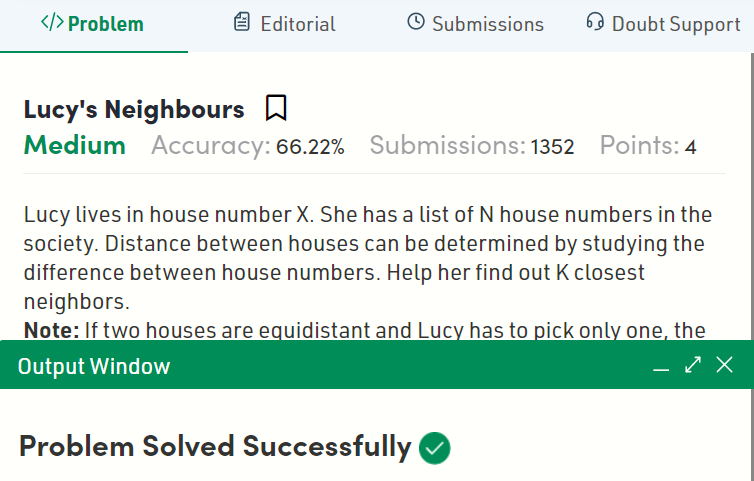 </> Problem Editorial Submissions Doubt Support
Lucy's Neighbours
Medium Accuracy: 66.22% Submissions: 1352 Points: 4
Lucy lives in house number X. She has a list of N house numbers in the
society. Distance between houses can be determined by studying the
difference between house numbers. Help her find out K closest
neighbors.
Note: If two houses are equidistant and Lucy has to pick only one, the
Output Window
Problem Solved Successfully